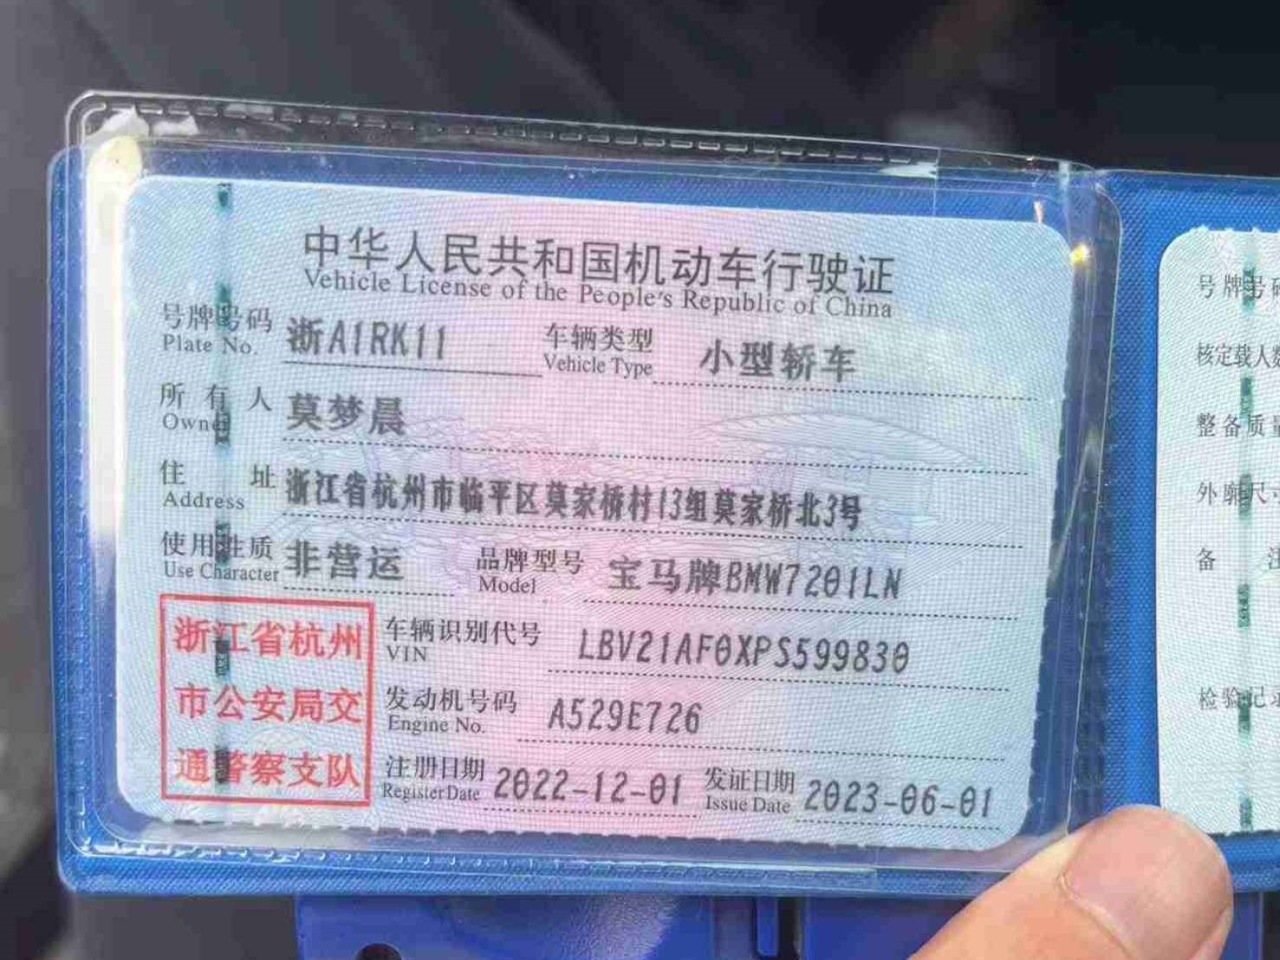 中华人民共和国机动车行驶证
Vehicle License of the People's Republic of China
号牌号码 浙A1RK11 车辆类型 小型轿车
Plate No. Vehicle Type
所有人 莫梦晨
Owner
住址 浙江省杭州市临平区莫家桥村13组莫家桥北3号
Address
使用性质 非营运 品牌型号 宝马牌BMW7201LN
Use Character Model
浙江省杭州
市公安局交
通警察支队
车辆识别代号 LBV21AF0XPS599830
VIN
发动机号码 A529E726
Engine No.
注册日期 2022-12-01 发证日期 2023-06-01
Register Date Issue Date
号牌号码
核定载人数
整备质量
外廓尺寸
备 注
检验记录